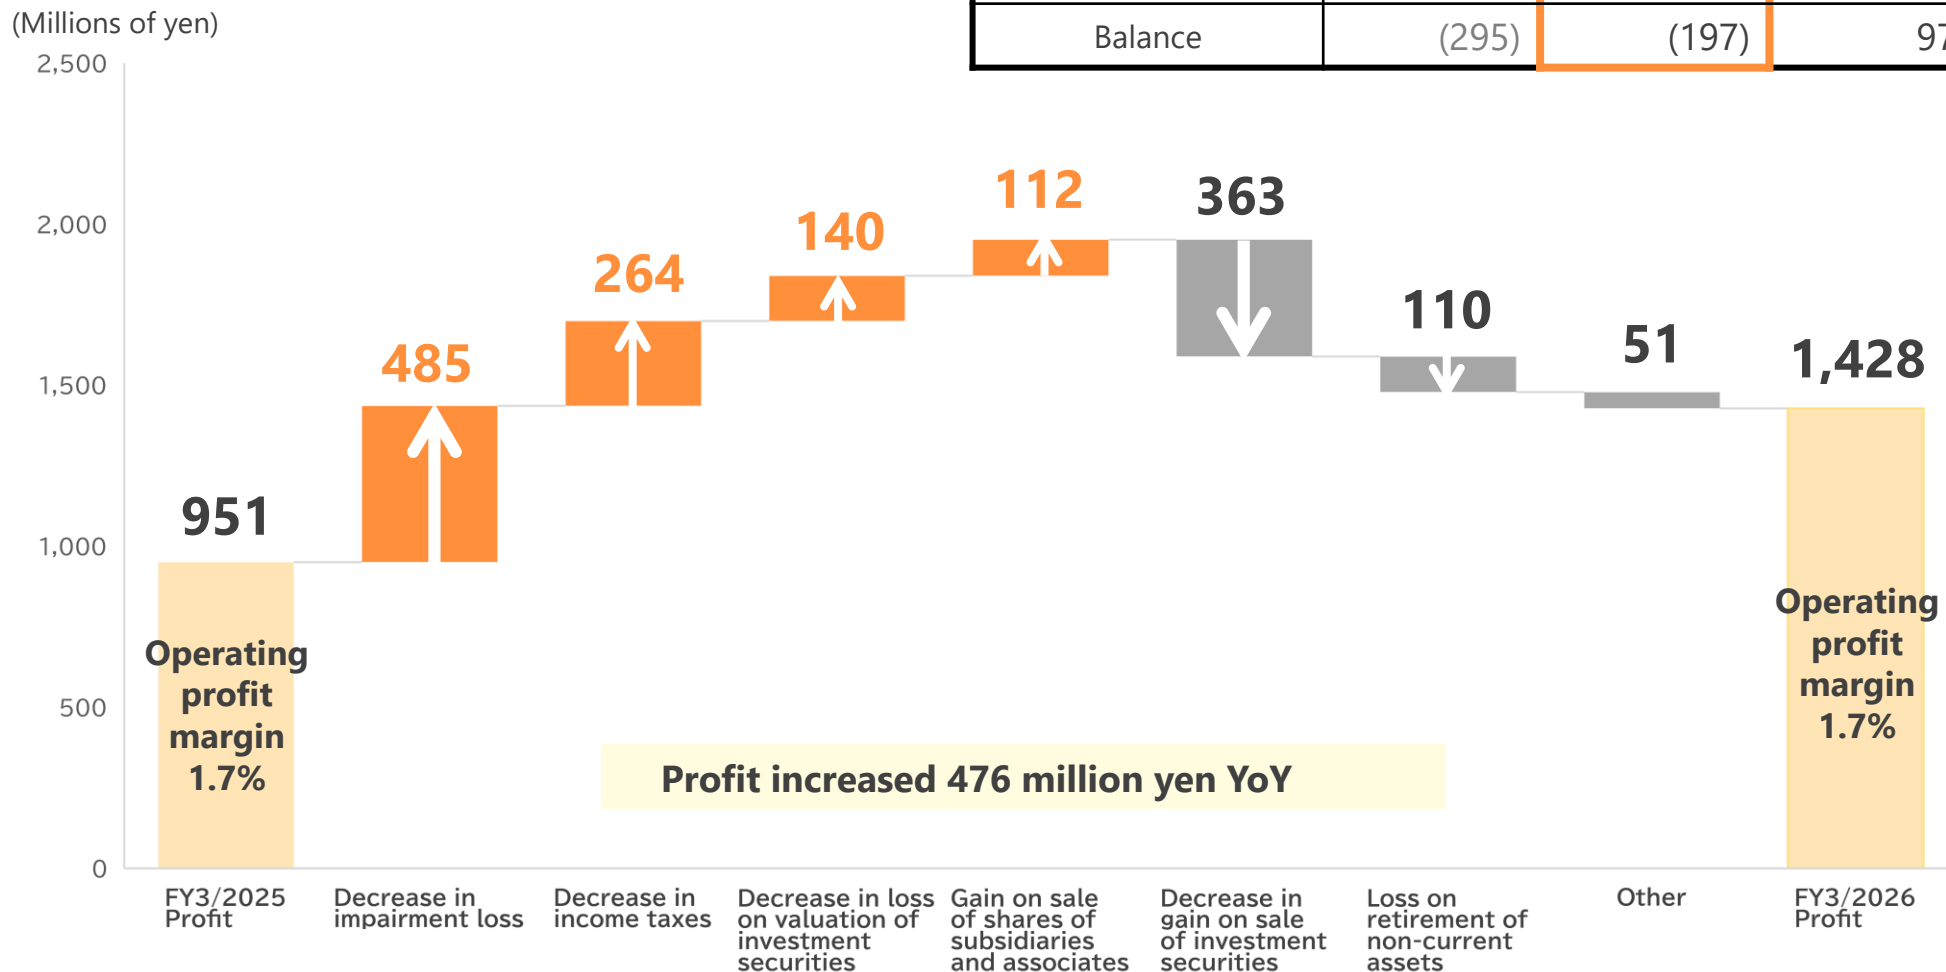 (Millions of yen)
Balance (295) (197) 97
2,500
2,000
1,500
1,000
500
0
951
485
264
140
112
363
110
51
1,428
Operating
profit
margin
1.7%
Operating
profit
margin
1.7%
Profit increased 476 million yen YoY
FY3/2025
Profit
Decrease in
impairment loss
Decrease in
income taxes
Decrease in loss
on valuation of
investment
securities
Gain on sale
of shares of
subsidiaries
and associates
Decrease in
gain on sale
of investment
securities
Loss on
retirement of
non-current
assets
Other
FY3/2026
Profit